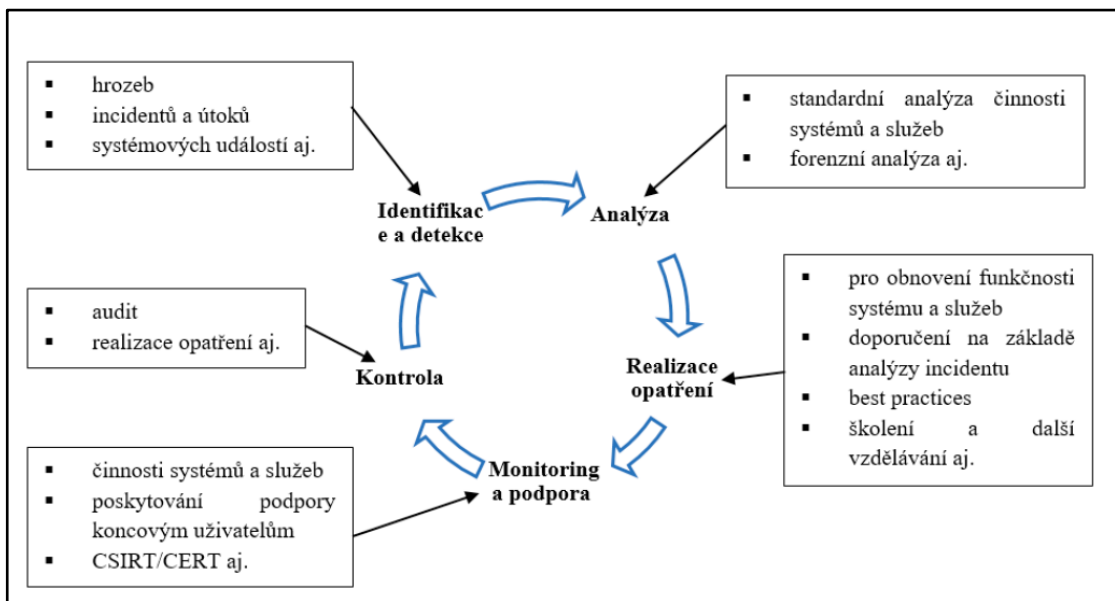 ▪ hrozeb
▪ incidentů a útoků
▪ systémových událostí aj.
▪ standardní analýza činnosti
systémů a služeb
▪ forenzní analýza aj.
Identifikac
e a detekce
Analýza
▪ pro obnovení funkčnosti
systému a služeb
▪ doporučení na základě
analýzy incidentu
▪ best practices
▪ školení a další
vzdělávání aj.
▪ audit
▪ realizace opatření aj.
Kontrola
Realizace
opatření
Monitoring
a podpora
▪ činnosti systémů a služeb
▪ poskytování podpory
koncovým uživatelům
▪ CSIRT/CERT aj.